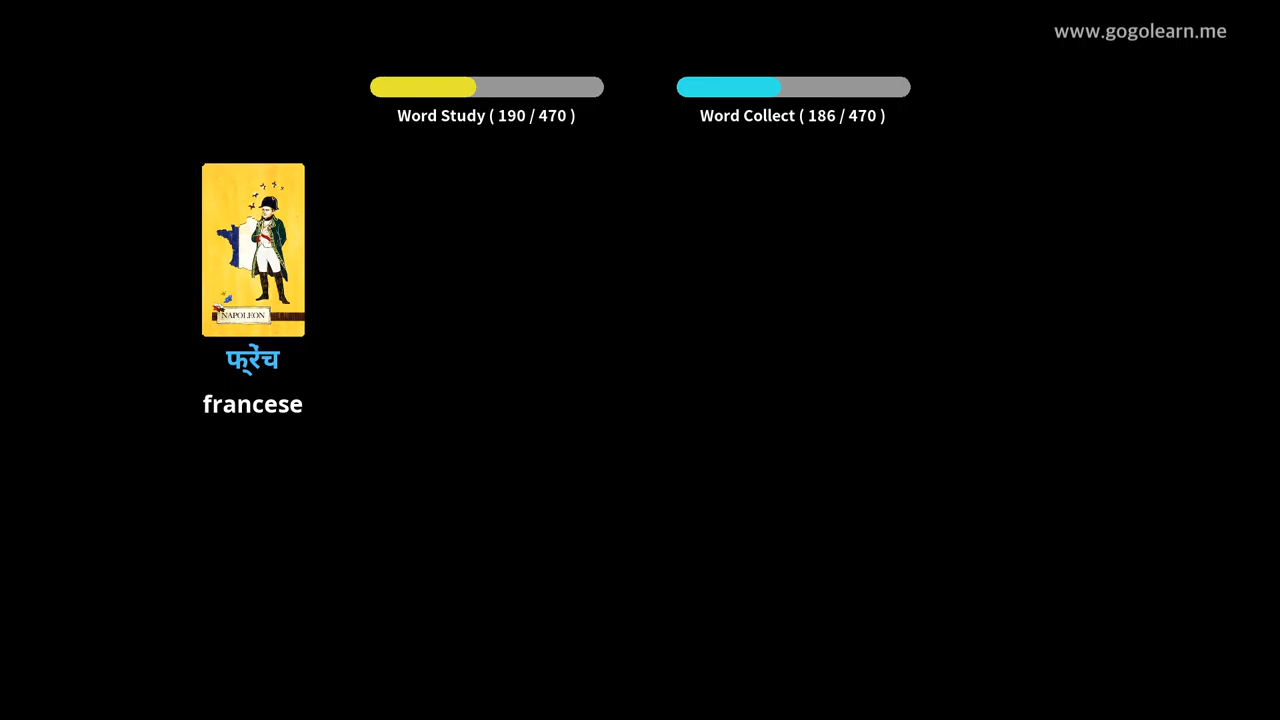 www.gogolearn.me
Word Study ( 190 / 470 )
Word Collect ( 186 / 470 )
NAPOLEON
फ्रेंच
francese